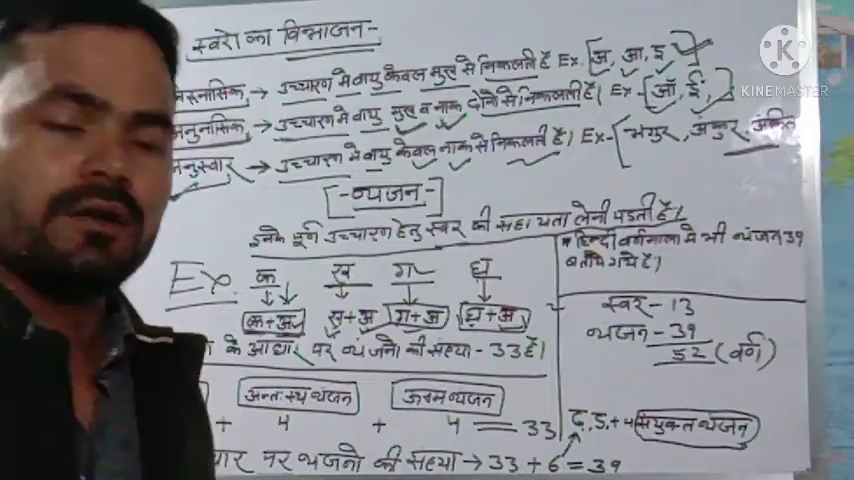 स्वरो का विभाजन-
निरनुनासिक → उच्चारण मे वायु केवल मुख से निकलती है Ex. [अ, आ, इ
अनुनासिक → उच्चारण मे वायु मुख व नाक दोनो से निकलती है। Ex - [आँ, ईं,]
अनुस्वार → उच्चारण मे वायु केवल नाक से निकलती है। Ex- [भंगुर, अंकुर, अंकित
[-व्यंजन-]
इनके पूर्ण उच्चारण हेतु स्वर की सहायता लेनी पडती है।
Ex क ख ग घ
क+अ ख+अ ग+अ घ+अ
के आधार पर व्यंजनो की संख्या - 33 है।
अन्तःस्थ व्यंजन ऊष्म व्यंजन
+ 4 + 4 = 33
पर व्यंजनो की संख्या → 33 + 6 = 39
हिन्दी वर्णमाला मे भी व्यंजन 39
बताये गये है।
स्वर - 13
व्यंजन - 39
52 (वर्ण)
ढ़, ड़ + 4 संयुक्त व्यंजन
KINEMASTER